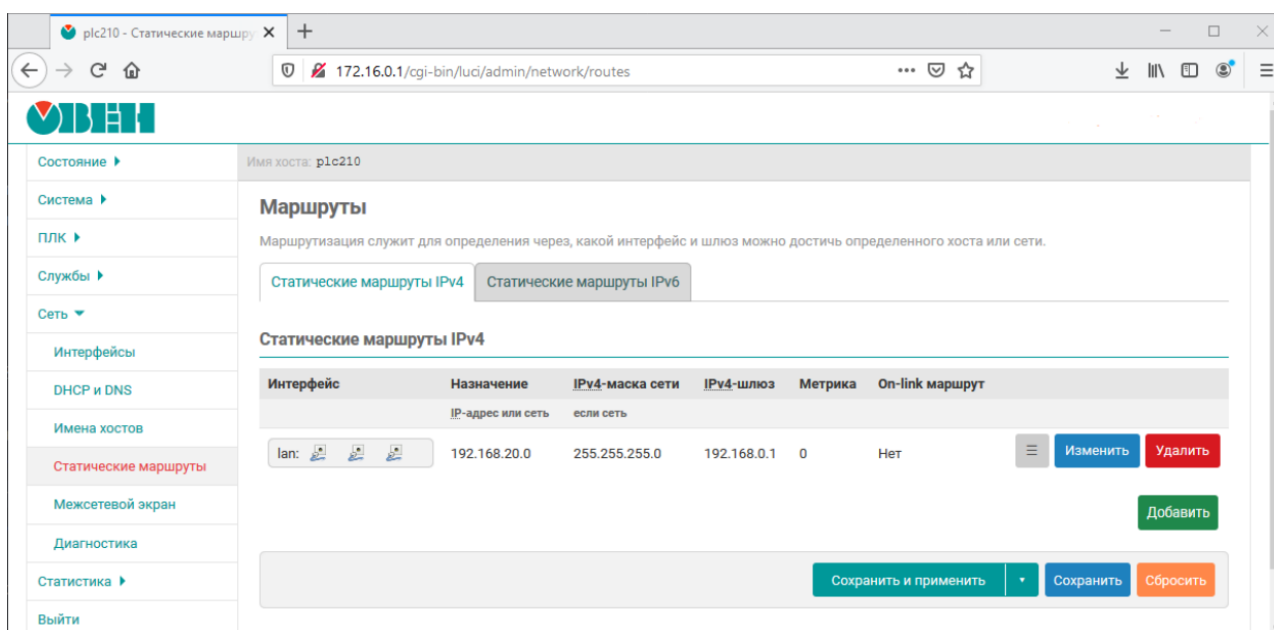 plc210 - Статические маршру
172.16.0.1/cgi-bin/luci/admin/network/routes
ОВЕН
Состояние
Имя хоста: plc210
Система
Маршруты
ПЛК
Маршрутизация служит для определения через, какой интерфейс и шлюз можно достичь определенного хоста или сети.
Службы
Статические маршруты IPv4 Статические маршруты IPv6
Сеть
Статические маршруты IPv4
Интерфейсы
Интерфейс Назначение IPv4-маска сети IPv4-шлюз Метрика On-link маршрут
DHCP и DNS
IP-адрес или сеть если сеть
Имена хостов
lan: 192.168.20.0 255.255.255.0 192.168.0.1 0 Нет Изменить Удалить
Статические маршруты
Межсетевой экран
Добавить
Диагностика
Статистика
Сохранить и применить Сохранить Сбросить
Выйти